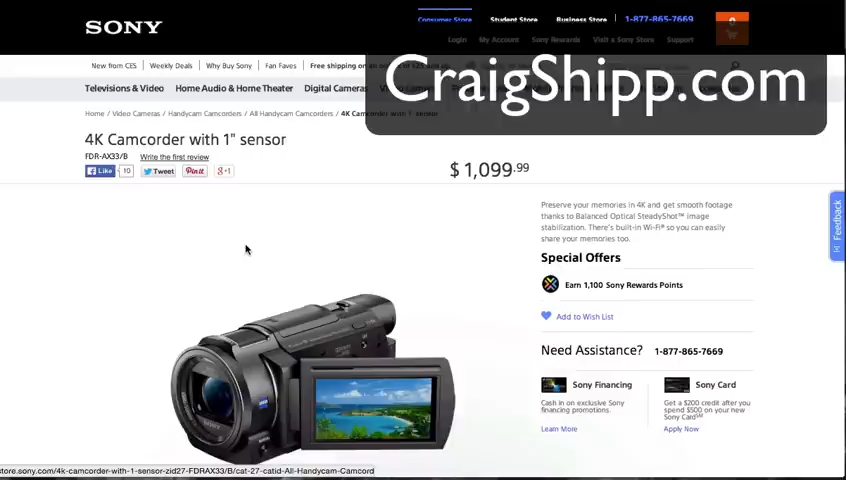 SONY
Consumer Store Student Store Business Store 1-877-865-7669 0
Login My Account Sony Rewards Visit a Sony Store Support
New from CES Weekly Deals Why Buy Sony Fan Faves Free shipping on
CraigShipp.com
Televisions & Video Home Audio & Home Theater Digital Cameras
Home / Video Cameras / Handycam Camcorders / All Handycam Camcorders / 4K Camcorder with 1" sensor
4K Camcorder with 1" sensor
FDR-AX33/B Write the first review
Like 10 Tweet Pin it g+1
$1,099.99
Preserve your memories in 4K and get smooth footage
thanks to Balanced Optical SteadyShot™ image
stabilization. There's built-in Wi-Fi® so you can easily
share your memories too.
Feedback
Special Offers
Earn 1,100 Sony Rewards Points
Add to Wish List
Need Assistance? 1-877-865-7669
Sony Financing
Cash in on exclusive Sony
financing promotions.
Learn More
Sony Card
Get a $200 credit after you
spend $500 on your new
Sony Card℠
Apply Now
SONY
store.sony.com/4k-camcorder-with-1-sensor-zid27-FDRAX33/B/cat-27-catid-All-Handycam-Camcord